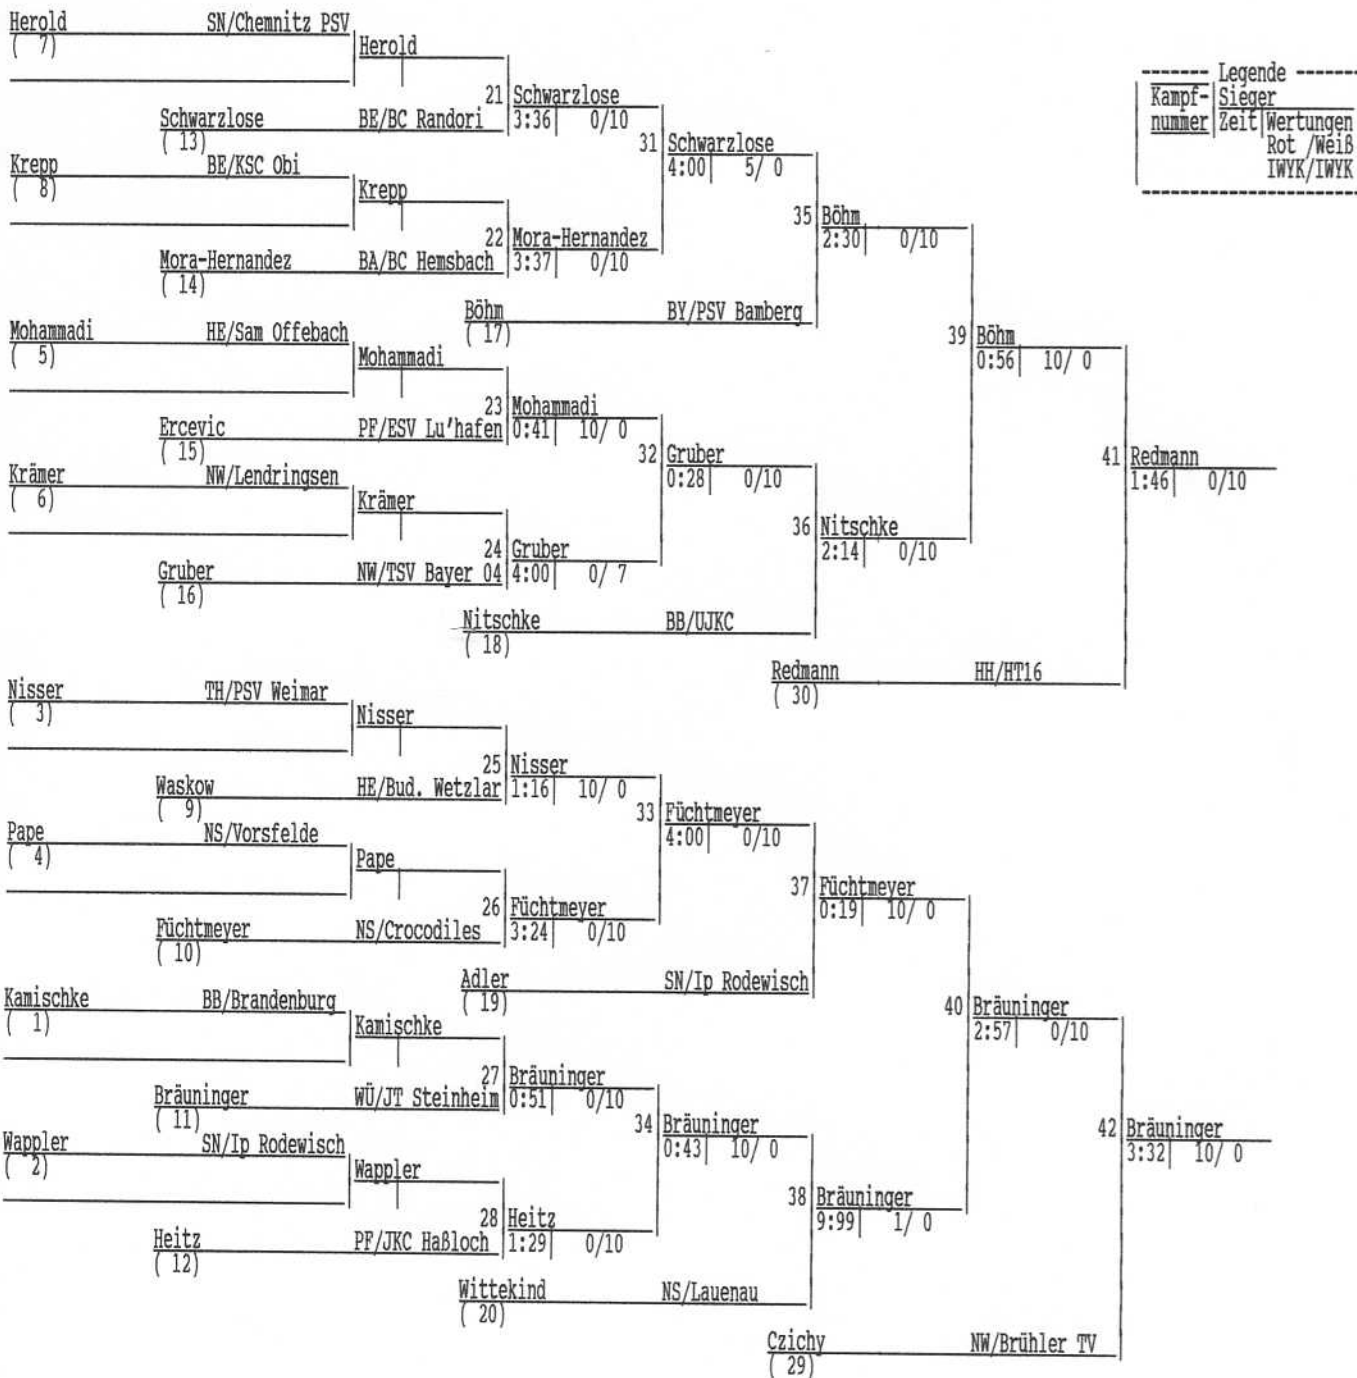 Herold SN/Chemnitz PSV
( 7)
Herold
------- Legende -------
Kampf- Sieger
nummer Zeit Wertungen
Rot /Weiß
IWYK/IWYK
21 Schwarzlose
3:36 0/10
Schwarzlose BE/BC Randori
( 13)
31 Schwarzlose
4:00 5/ 0
Krepp BE/KSC Obi
( 8)
Krepp
35 Böhm
2:30 0/10
22 Mora-Hernandez
3:37 0/10
Mora-Hernandez BA/BC Hemsbach
( 14)
Böhm BY/PSV Bamberg
( 17)
Mohammadi HE/Sam Offebach
( 5)
Mohammadi
39 Böhm
0:56 10/ 0
23 Mohammadi
0:41 10/ 0
Ercevic PF/ESV Lu'hafen
( 15)
32 Gruber
0:28 0/10
41 Redmann
1:46 0/10
Krämer NW/Lendringsen
( 6)
Krämer
36 Nitschke
2:14 0/10
24 Gruber
4:00 0/ 7
Gruber NW/TSV Bayer 04
( 16)
Nitschke BB/UJKC
( 18)
Redmann HH/HT16
( 30)
Nisser TH/PSV Weimar
( 3)
Nisser
25 Nisser
1:16 10/ 0
Waskow HE/Bud. Wetzlar
( 9)
33 Füchtmeyer
4:00 0/10
Pape NS/Vorsfelde
( 4)
Pape
37 Füchtmeyer
0:19 10/ 0
26 Füchtmeyer
3:24 0/10
Füchtmeyer NS/Crocodiles
( 10)
Adler SN/Ip Rodewisch
( 19)
Kamischke BB/Brandenburg
( 1)
Kamischke
40 Bräuninger
2:57 0/10
27 Bräuninger
0:51 0/10
Bräuninger WÜ/JT Steinheim
( 11)
34 Bräuninger
0:43 10/ 0
42 Bräuninger
3:32 10/ 0
Wappler SN/Ip Rodewisch
( 2)
Wappler
38 Bräuninger
9:99 1/ 0
28 Heitz
1:29 0/10
Heitz PF/JKC Haßloch
( 12)
Wittekind NS/Lauenau
( 20)
Czichy NW/Brühler TV
( 29)